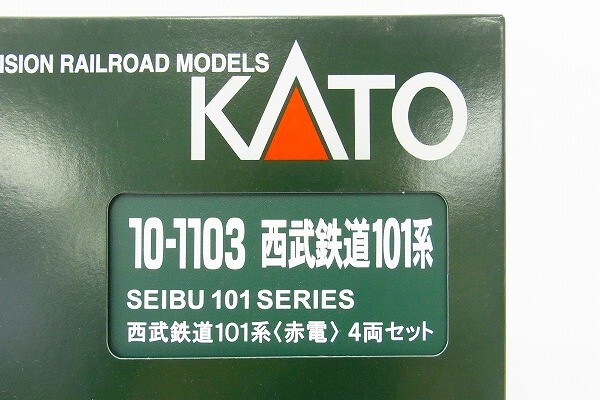 ISION RAILROAD MODELS
KATO
10-1103 西武鉄道101系
SEIBU 101 SERIES
西武鉄道101系〈赤電〉 4両セット